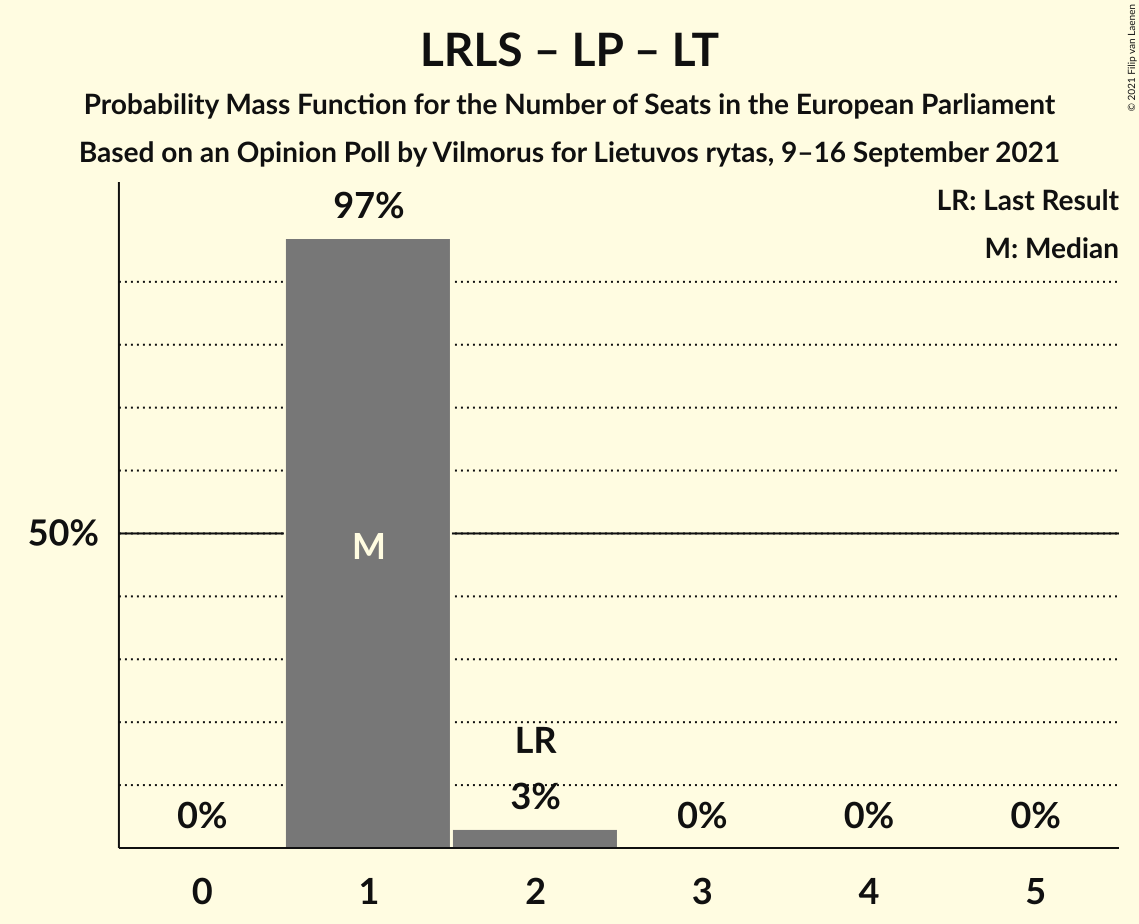 LRLS – LP – LT
Probability Mass Function for the Number of Seats in the European Parliament
Based on an Opinion Poll by Vilmorus for Lietuvos rytas, 9–16 September 2021
© 2021 Filip van Laenen
LR: Last Result
M: Median
97%
50%
M
LR
0%
3%
0%
0%
0%
0
1
2
3
4
5